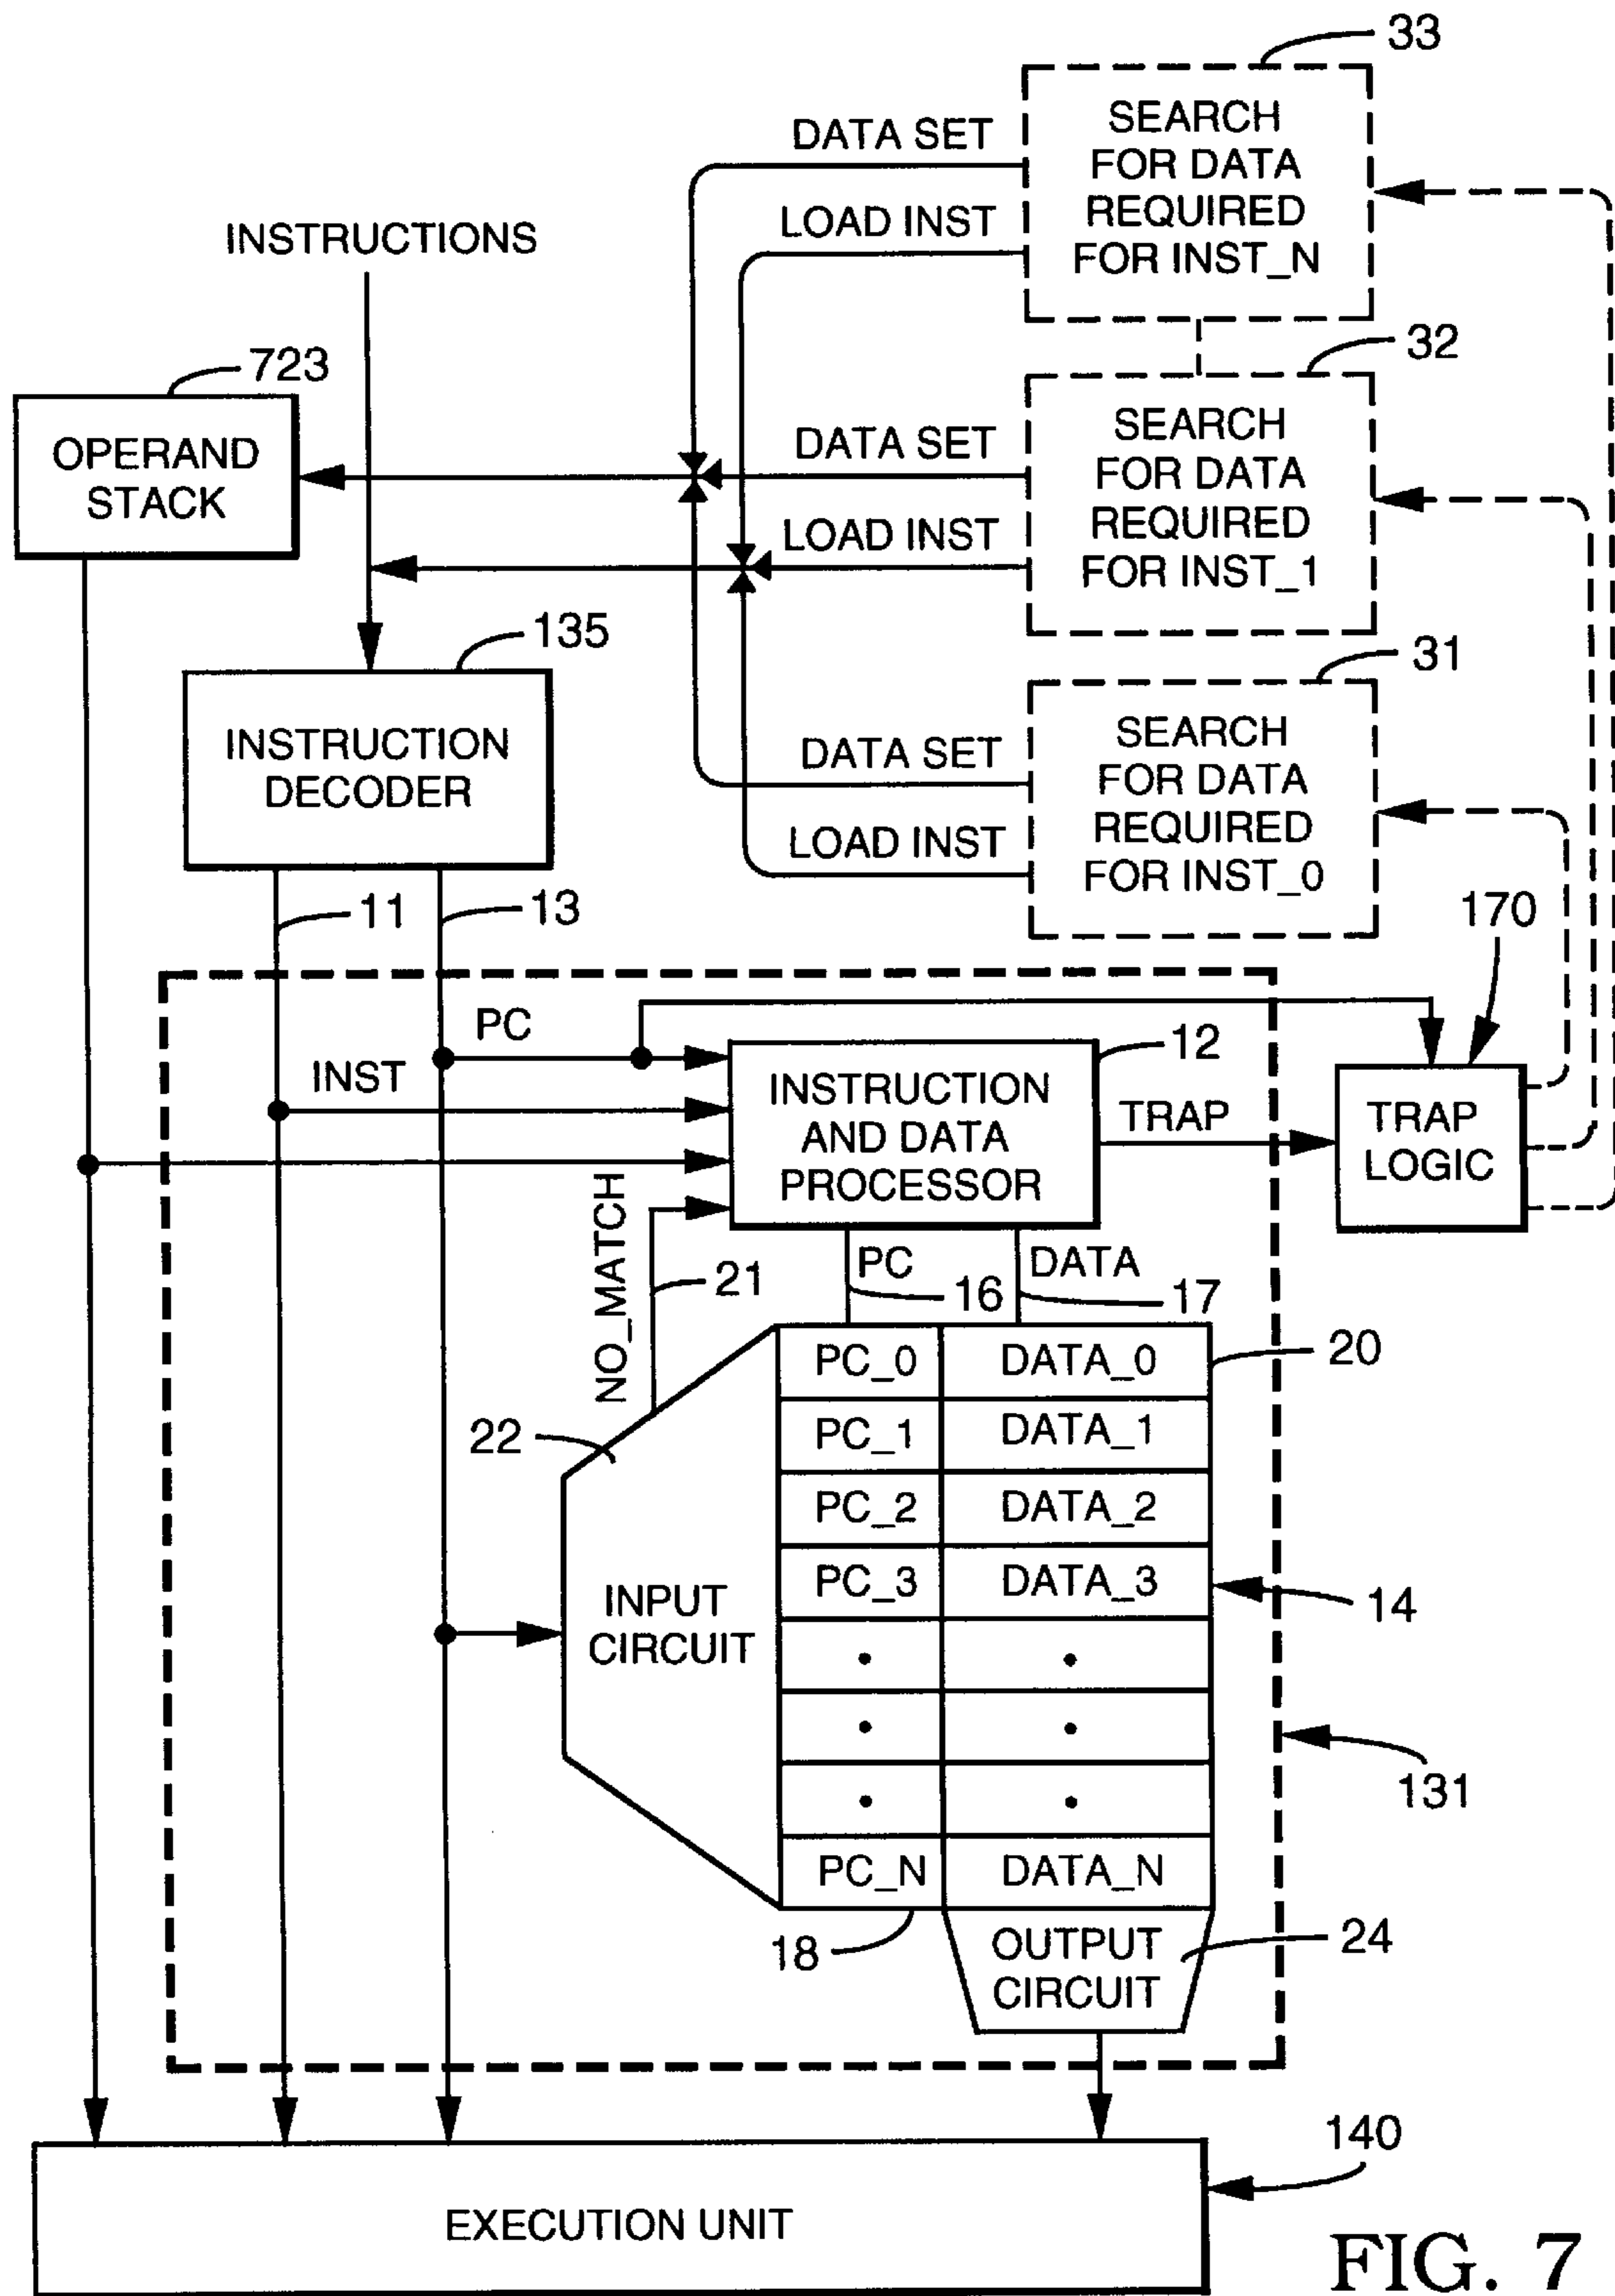 33
DATA SET
SEARCH
FOR DATA
REQUIRED
FOR INST_N
LOAD INST
INSTRUCTIONS
723
32
OPERAND
STACK
DATA SET
LOAD INST
SEARCH
FOR DATA
REQUIRED
FOR INST_1
135
31
INSTRUCTION
DECODER
DATA SET
LOAD INST
SEARCH
FOR DATA
REQUIRED
FOR INST_0
11
13
170
PC
INST
12
INSTRUCTION
AND DATA
PROCESSOR
TRAP
TRAP
LOGIC
NO_MATCH
21
PC
16
DATA
17
20
22
INPUT
CIRCUIT
PC_0 DATA_0
PC_1 DATA_1
PC_2 DATA_2
PC_3 DATA_3
14
• •
• •
• •
131
PC_N DATA_N
18
OUTPUT
CIRCUIT
24
140
EXECUTION UNIT
FIG. 7